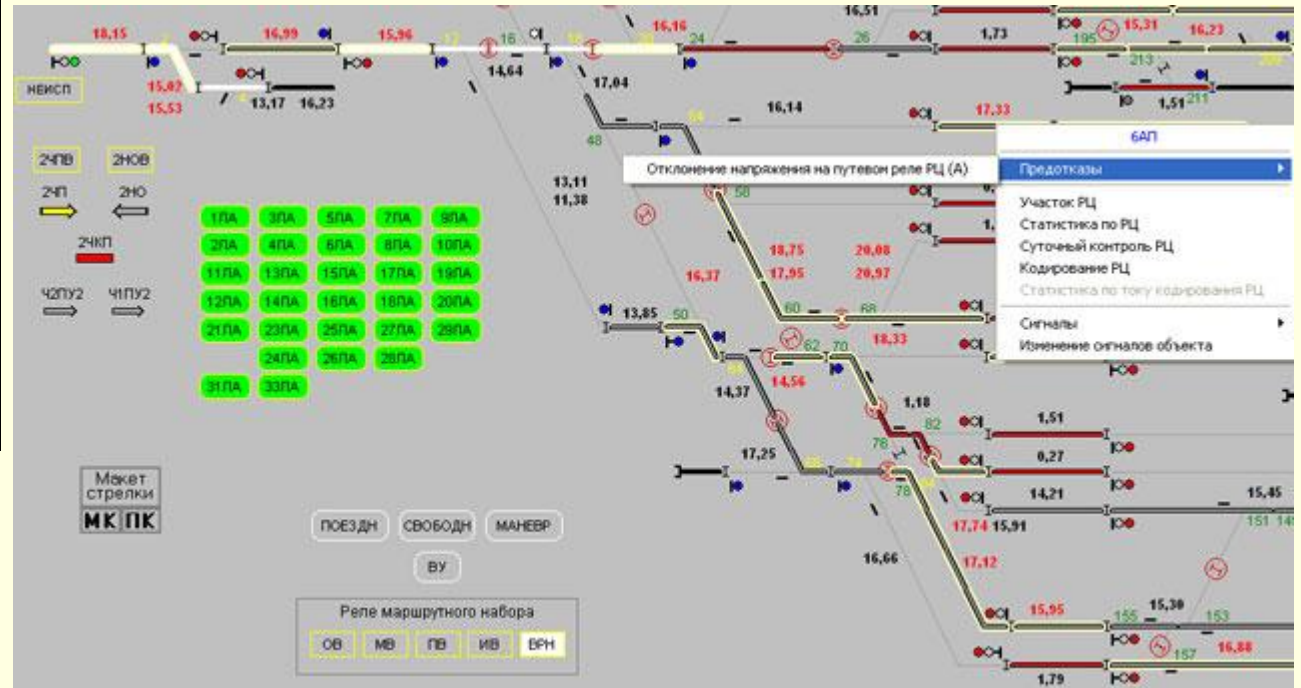 16,51
18,15 16,99 15,96 16 16,16 24 26 1,73 195 15,31 16,23
213 209
14,64 17,04
НЕИСП 15,02
15,53 13,17 16,23 1,51 211
16,14 17,33
48 54
6АП
2ЧПВ 2НОВ
Отклонение напряжения на путевом реле РЦ (А) Предотказы
2ЧП 2НО
13,11
11,38
58
Участок РЦ
Статистика по РЦ
Суточный контроль РЦ
Кодирование РЦ
Статистика по току кодирования РЦ
Сигналы
Изменение сигналов объекта
1ПА 3ПА 5ПА 7ПА 9ПА
2ЧКП
2ПА 4ПА 6ПА 8ПА 10ПА
18,75 20,08
11ПА 13ПА 15ПА 17ПА 19ПА
16,37 17,95 20,97
Ч2ПУ2 Ч1ПУ2
12ПА 14ПА 16ПА 18ПА 20ПА
13,85 50 60 68
21ПА 23ПА 25ПА 27ПА 29ПА
62 70 18,33
24ПА 26ПА 28ПА
31ПА 33ПА
14,37 14,56
1,18
82 1,51
76
17,25 0,27
78 14,21 15,45
151
17,74 15,91
Макет
стрелки
МК ПК
ПОЕЗДН СВОБОДН МАНЕВР
ВУ
16,66 17,12
Реле маршрутного набора
ОВ МВ ПВ ИВ ВРН
15,95 155 15,30 153
157 16,88
1,79